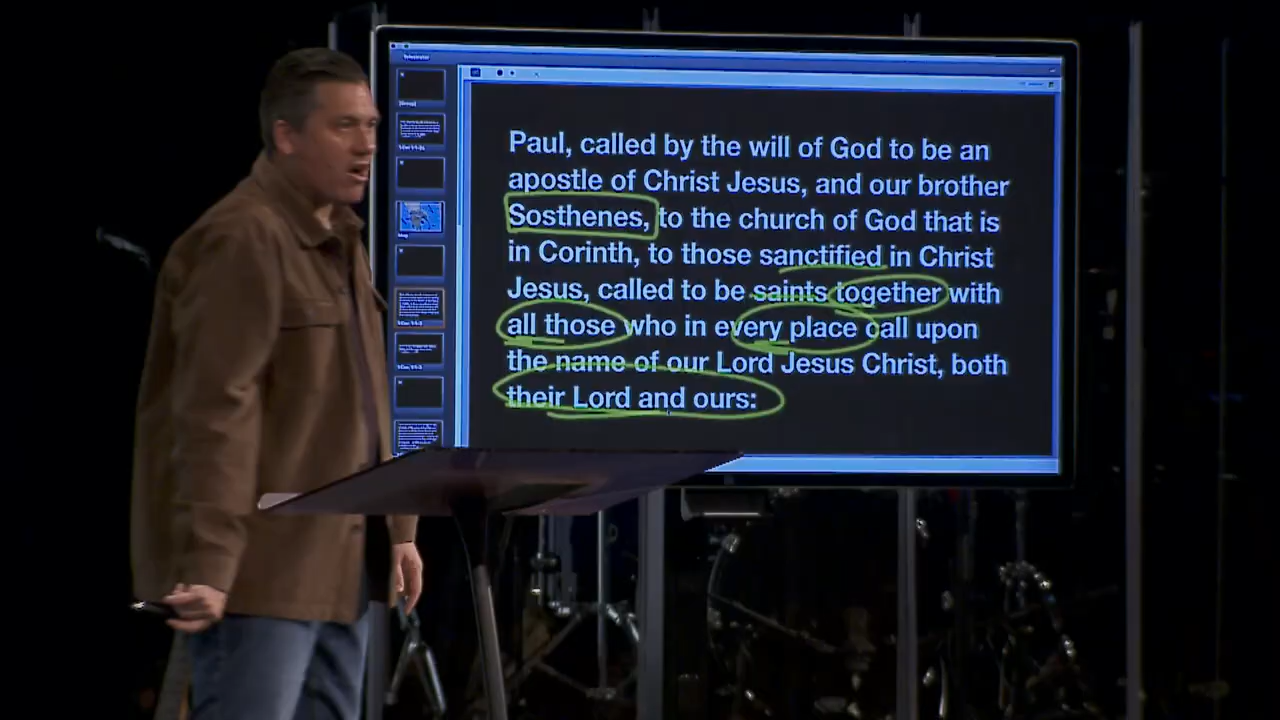 Paul, called by the will of God to be an
apostle of Christ Jesus, and our brother
Sosthenes, to the church of God that is
in Corinth, to those sanctified in Christ
Jesus, called to be saints together with
all those who in every place call upon
the name of our Lord Jesus Christ, both
their Lord and ours: